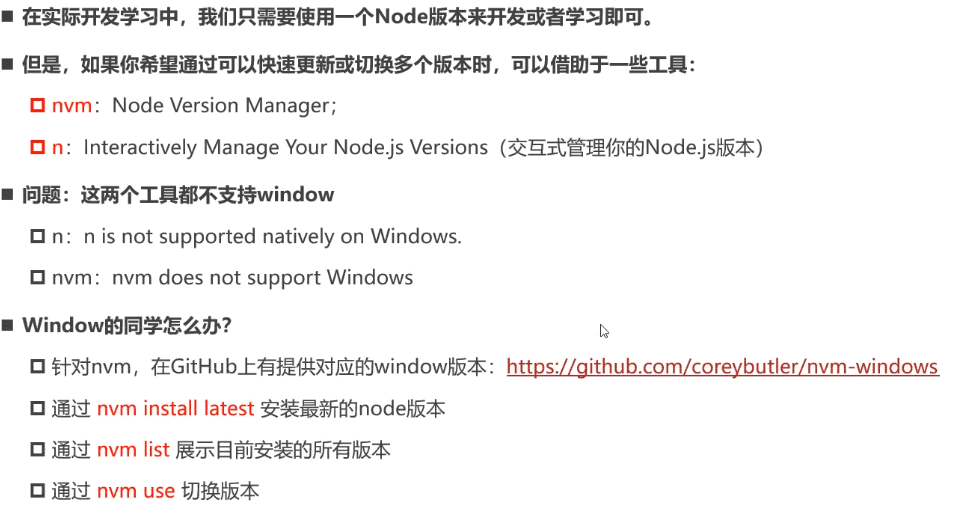 在实际开发学习中，我们只需要使用一个Node版本来开发或者学习即可。
但是，如果你希望通过可以快速更新或切换多个版本时，可以借助于一些工具：
nvm：Node Version Manager；
n：Interactively Manage Your Node.js Versions（交互式管理你的Node.js版本）
问题：这两个工具都不支持window
n：n is not supported natively on Windows.
nvm：nvm does not support Windows
Window的同学怎么办？
针对nvm，在GitHub上有提供对应的window版本：https://github.com/coreybutler/nvm-windows
通过 nvm install latest 安装最新的node版本
通过 nvm list 展示目前安装的所有版本
通过 nvm use 切换版本